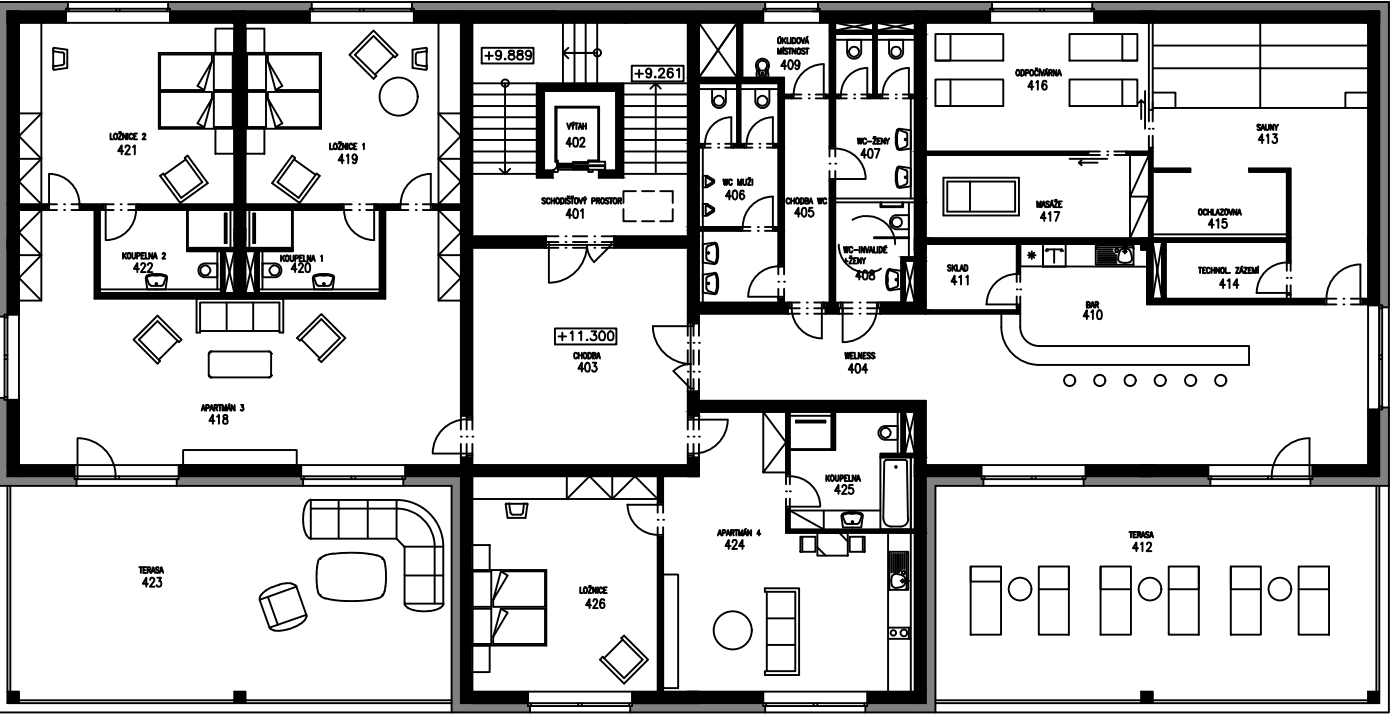 +9.889
+9.261
ÚKLIDOVÁ
MÍSTNOST
409
ODPOČÍVÁRNA
416
LOŽNICE 2
421
LOŽNICE 1
419
VÝTAH
402
WC-ŽENY
407
SAUNY
413
WC MUŽI
406
SCHODIŠŤOVÝ PROSTOR
401
CHODBA WC
405
MASÁŽE
417
OCHLAZOVNA
415
KOUPELNA 2
422
KOUPELNA 1
420
WC-INVALIDÉ
+ŽENY
408
SKLAD
411
TECHNOL. ZÁZEMÍ
414
BAR
410
+11.300
CHODBA
403
WELNESS
404
APARTMÁN 3
418
KOUPELNA
425
APARTMÁN 4
424
TERASA
412
TERASA
423
LOŽNICE
426